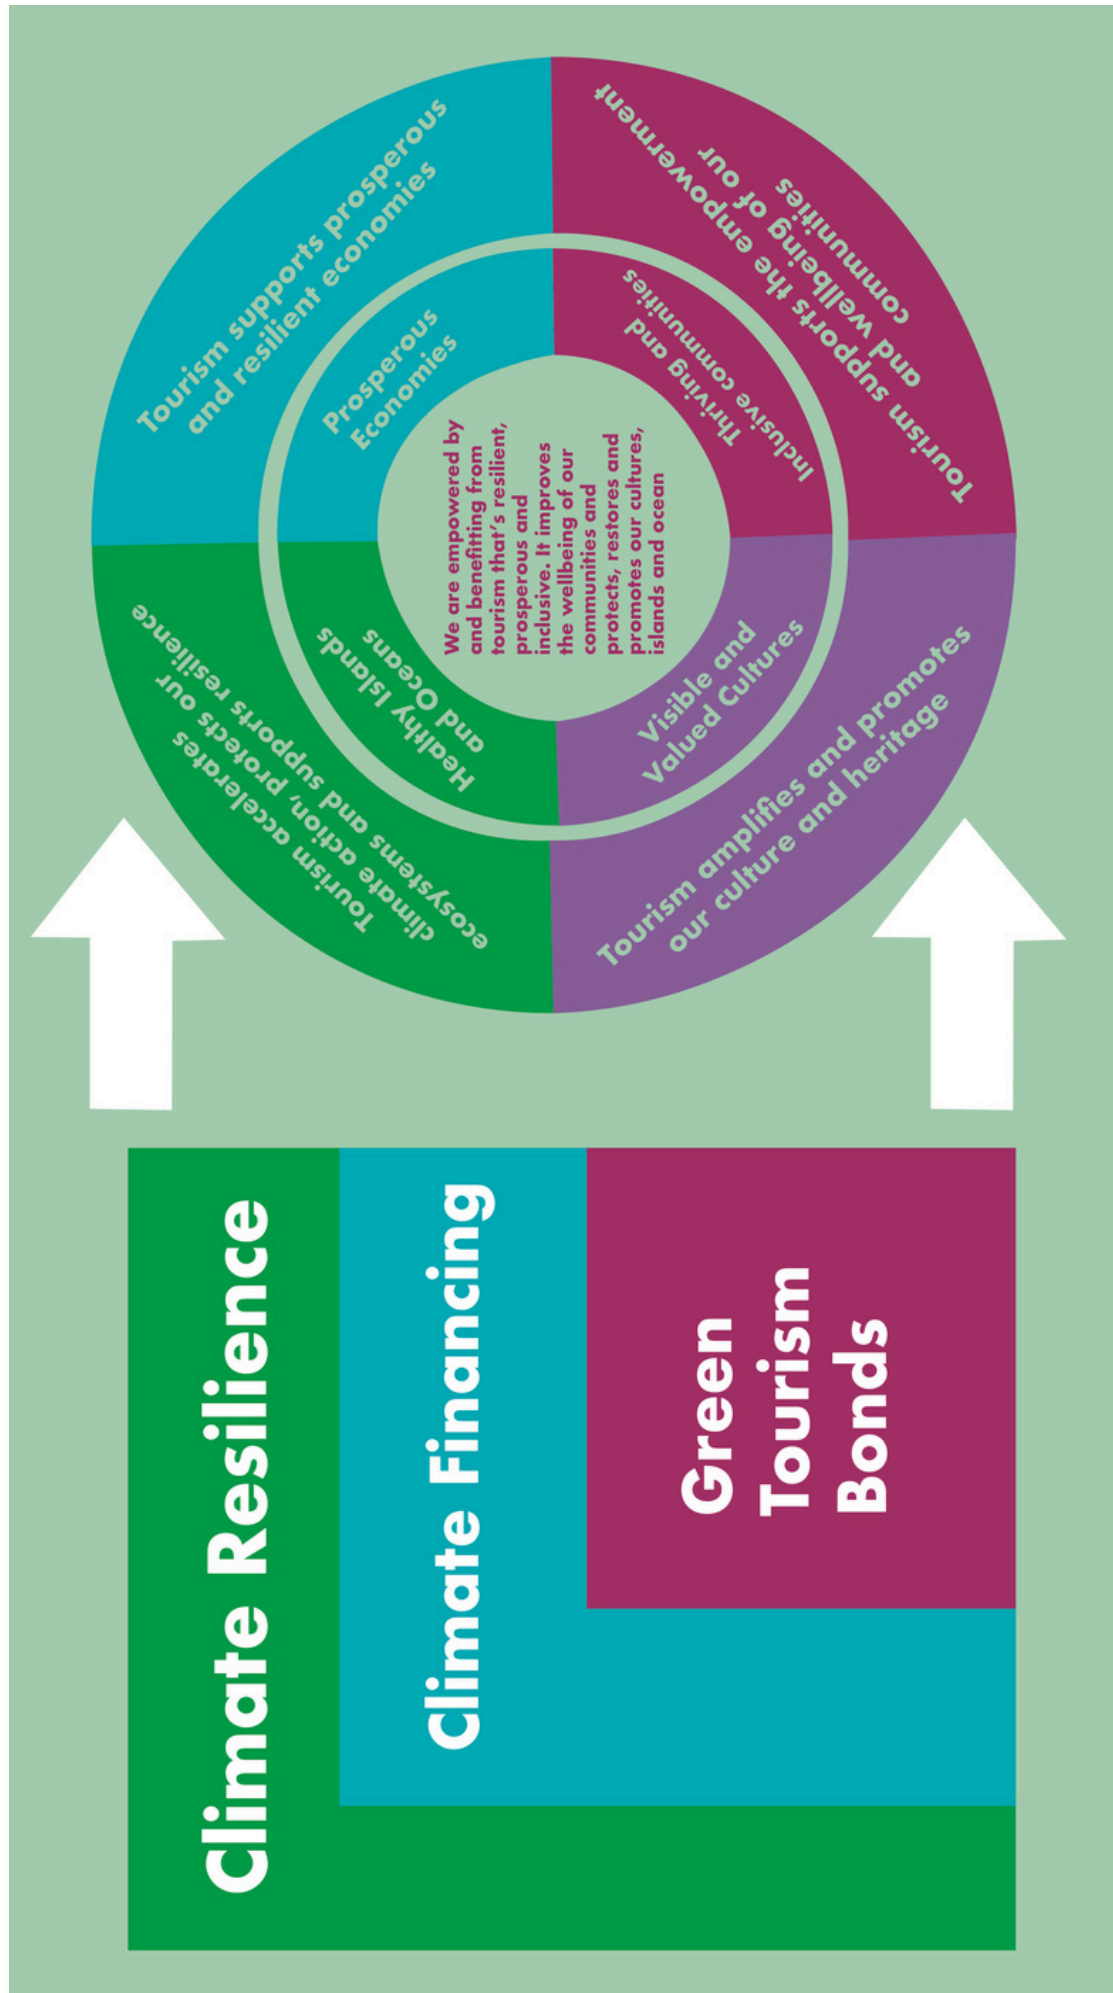 Climate Resilience
Climate Financing
Green
Tourism
Bonds
Tourism accelerates
climate action, protects our
ecosystems and supports resilience
Tourism supports prosperous
and resilient economies
Healthy Islands
and Oceans
Prosperous
Economies
We are empowered by
and benefitting from
tourism that's resilient,
prosperous and
inclusive. It improves
the wellbeing of our
communities and
protects, restores and
promotes our cultures,
islands and ocean
Visible and
Valued Cultures
Thriving and
Inclusive communities
Tourism amplifies and promotes
our culture and heritage
Tourism supports the empowerment
and wellbeing of our
communities